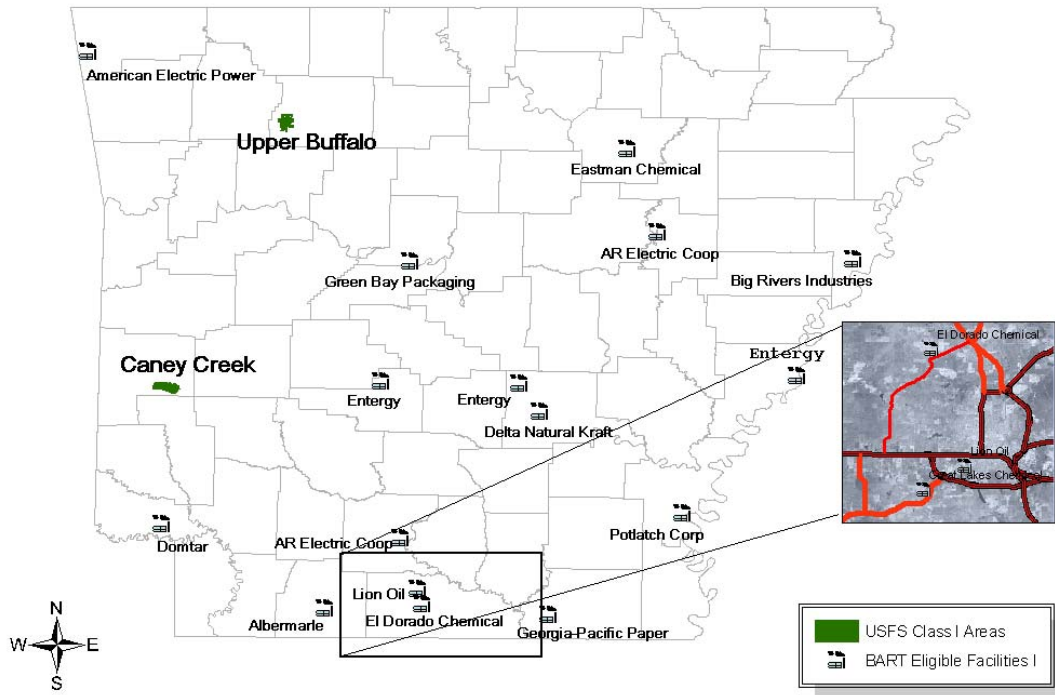 American Electric Power
Upper Buffalo
Eastman Chemical
AR Electric Coop
Green Bay Packaging
Big Rivers Industries
El Dorado Chemical
Entergy
Caney Creek
Entergy
Entergy
Delta Natural Kraft
Lion Oil
Great Lakes Chemical
Domtar
AR Electric Coop
Potlatch Corp
Lion Oil
El Dorado Chemical
Albermarle
Georgia-Pacific Paper
N
W E
S
USFS Class I Areas
BART Eligible Facilities I